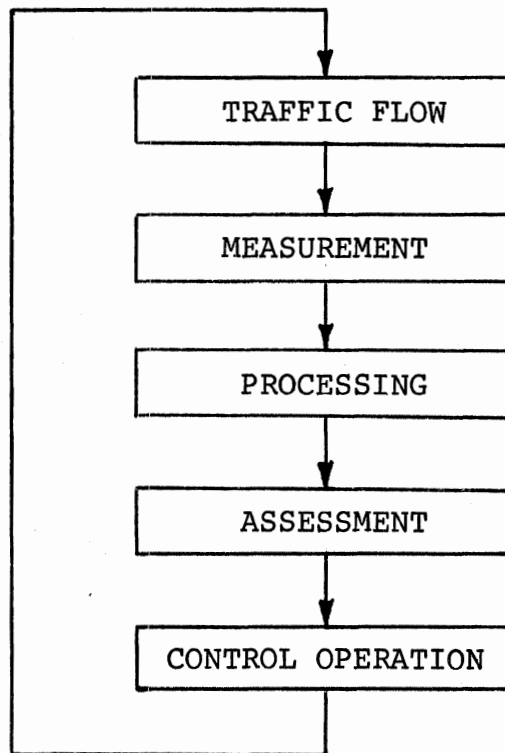 TRAFFIC FLOW
MEASUREMENT
PROCESSING
ASSESSMENT
CONTROL OPERATION